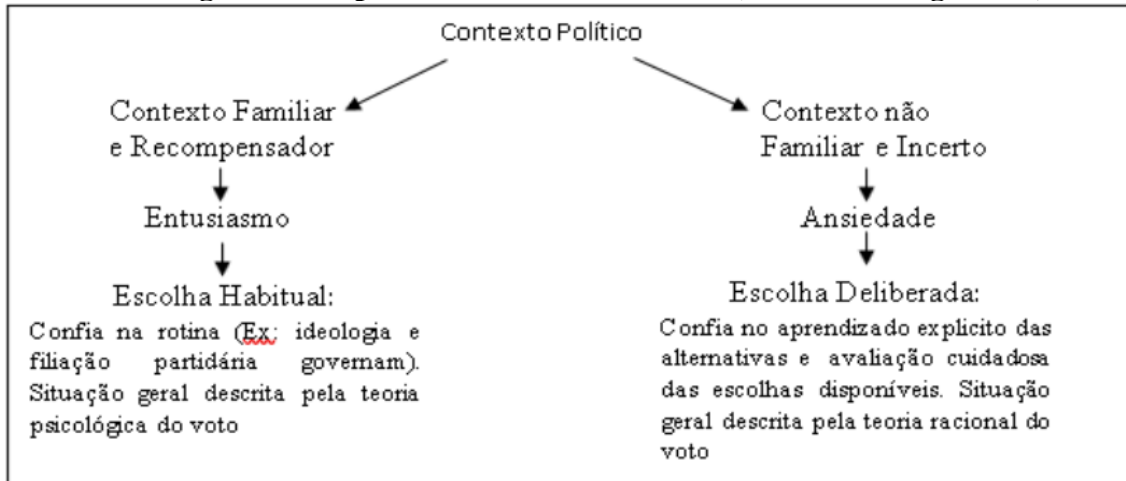 Contexto Político
Contexto Familiar
e Recompensador
Entusiasmo
Escolha Habitual:
Confia na rotina (Ex: ideologia e
filiação partidária governam).
Situação geral descrita pela teoria
psicológica do voto
Contexto não
Familiar e Incerto
Ansiedade
Escolha Deliberada:
Confia no aprendizado explicito das
alternativas e avaliação cuidadosa
das escolhas disponíveis. Situação
geral descrita pela teoria racional do
voto